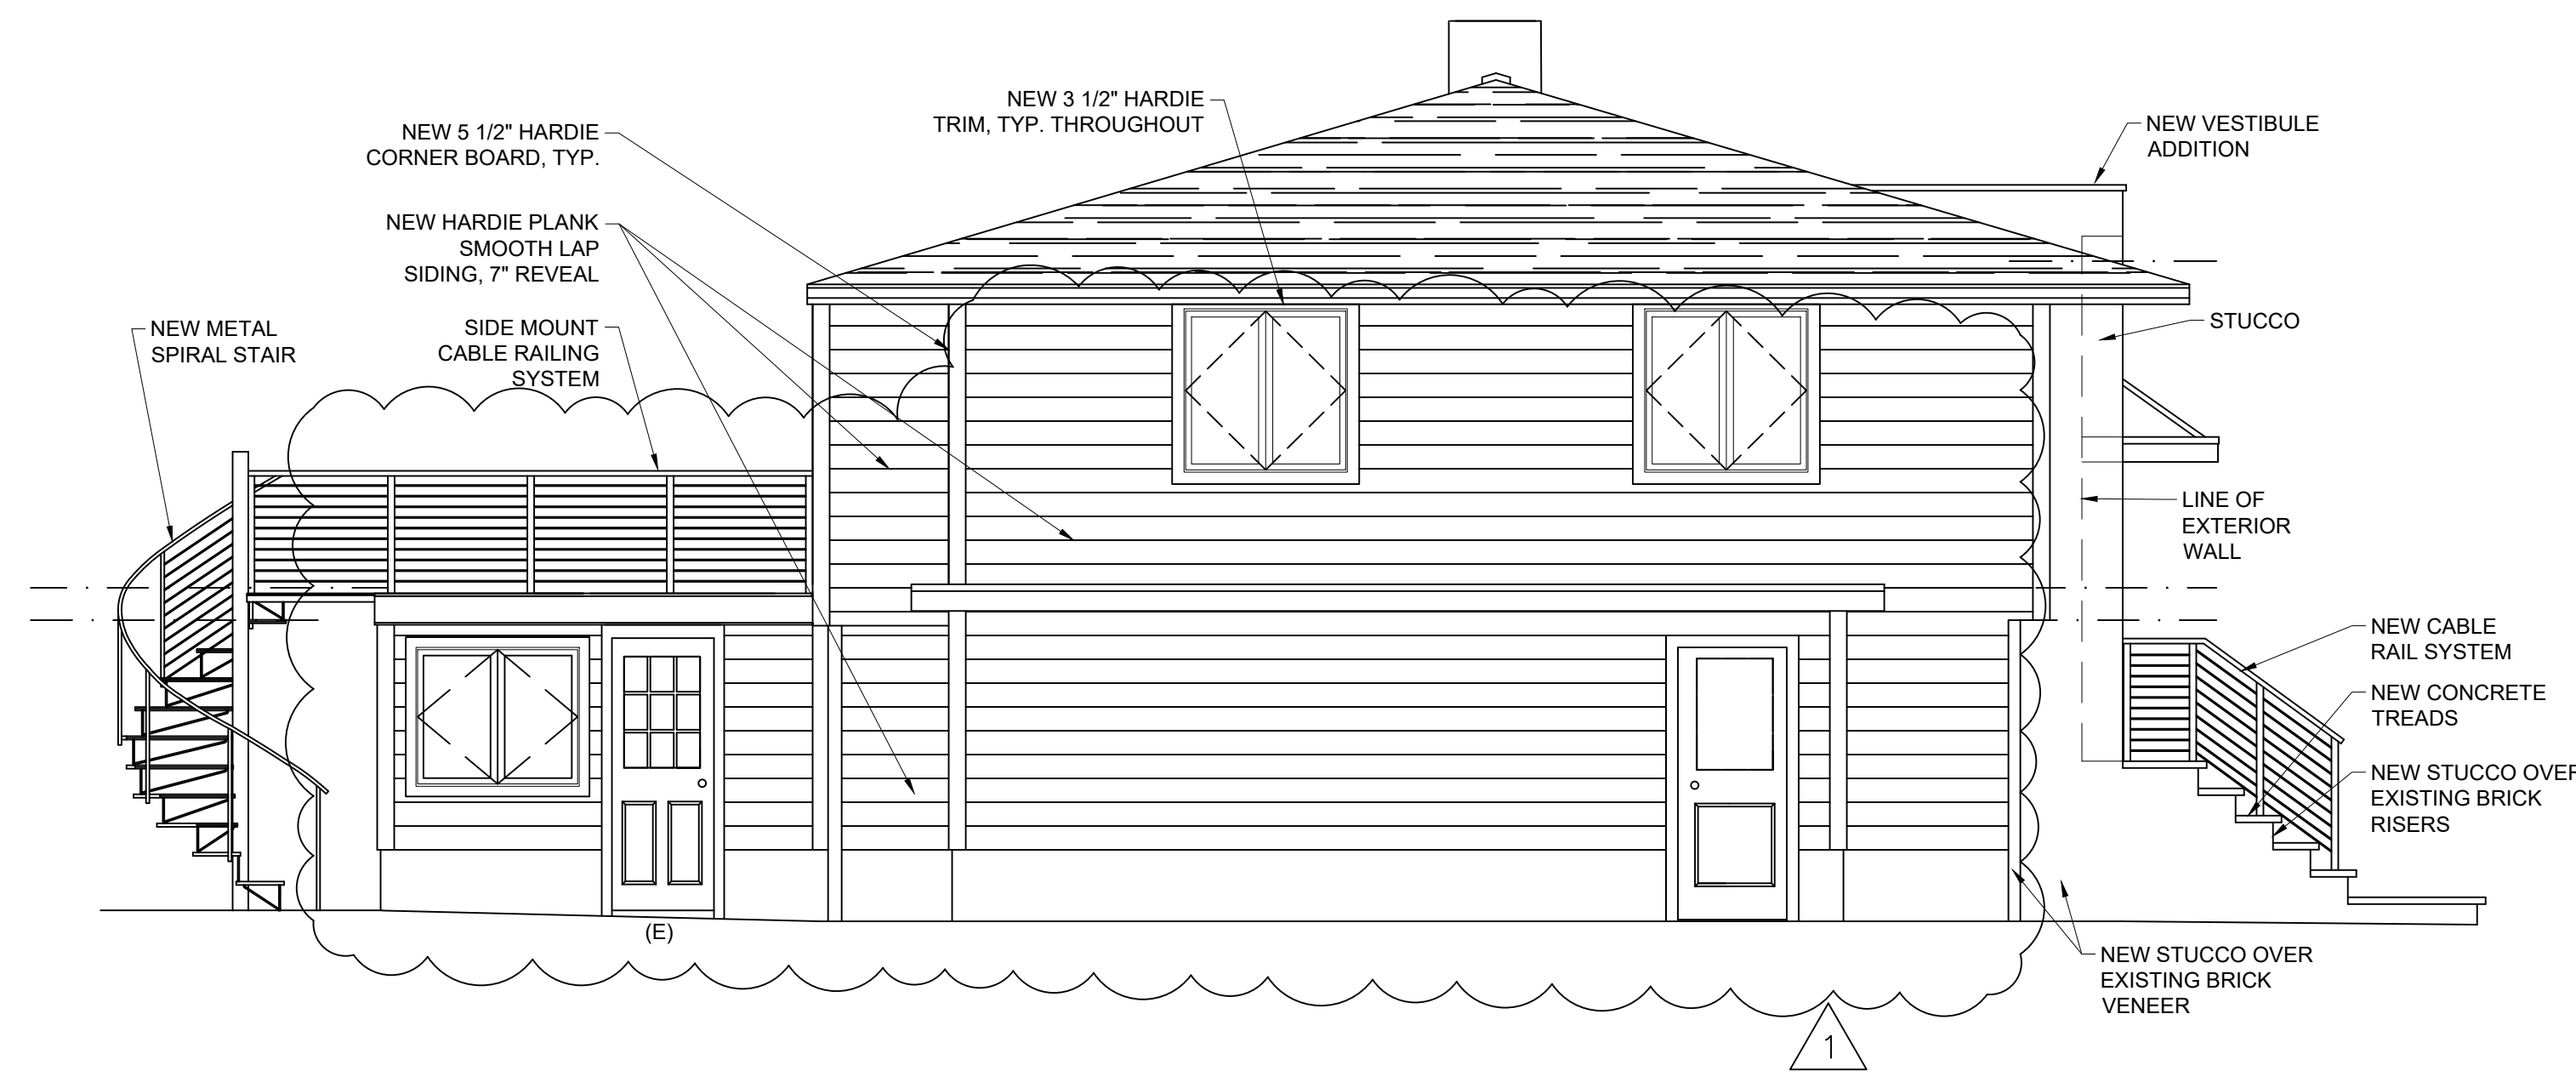 NEW 3 1/2" HARDIE
TRIM, TYP. THROUGHOUT
NEW 5 1/2" HARDIE
CORNER BOARD, TYP.
NEW VESTIBULE
ADDITION
NEW HARDIE PLANK
SMOOTH LAP
SIDING, 7" REVEAL
NEW METAL
SPIRAL STAIR
SIDE MOUNT
CABLE RAILING
SYSTEM
STUCCO
LINE OF
EXTERIOR
WALL
NEW CABLE
RAIL SYSTEM
NEW CONCRETE
TREADS
NEW STUCCO OVER
EXISTING BRICK
RISERS
(E)
NEW STUCCO OVER
EXISTING BRICK
VENEER
1